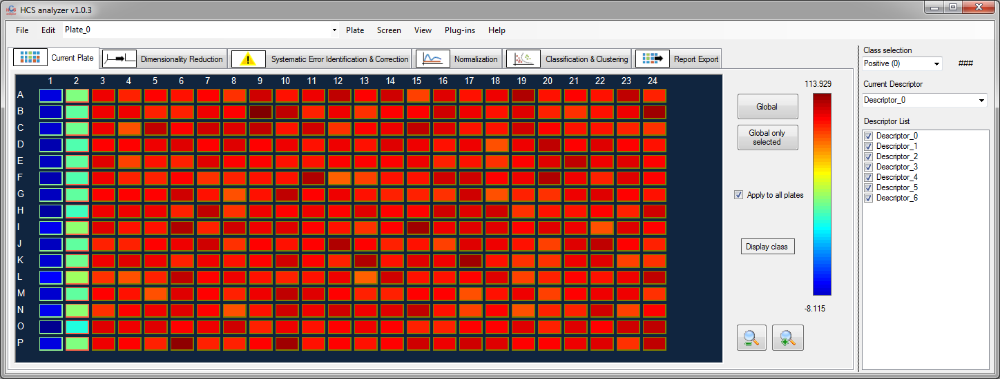 HCS analyzer v1.0.3
File Edit Plate_0 Plate Screen View Plug-ins Help
Current Plate Dimensionality Reduction Systematic Error Identification & Correction Normalization Classification & Clustering Report Export
1 2 3 4 5 6 7 8 9 10 11 12 13 14 15 16 17 18 19 20 21 22 23 24
A
B
C
D
E
F
G
H
I
J
K
L
M
N
O
P
Global
Global only
selected
Apply to all plates
Display class
113.929
-8.115
Class selection
Positive (0) ###
Current Descriptor
Descriptor_0
Descriptor List
Descriptor_0
Descriptor_1
Descriptor_2
Descriptor_3
Descriptor_4
Descriptor_5
Descriptor_6